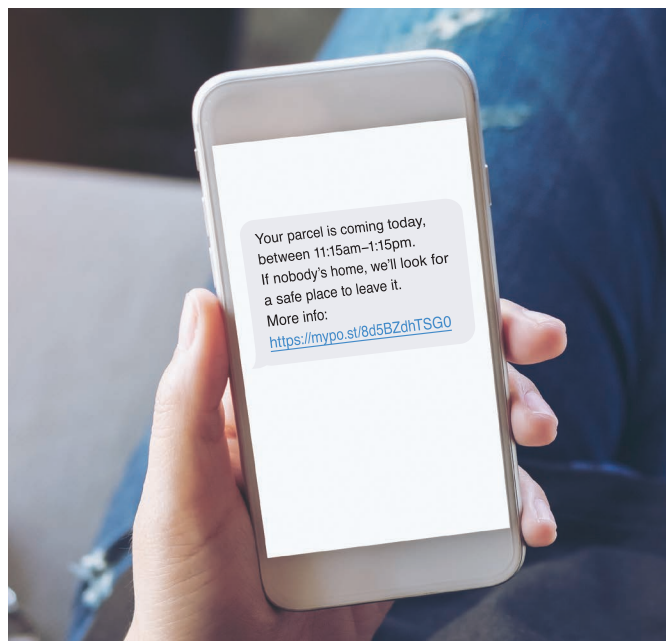 Your parcel is coming today,
between 11:15am–1:15pm.
If nobody's home, we'll look for
a safe place to leave it.
More info:
https://mypo.st/8d5BZdhTSG0